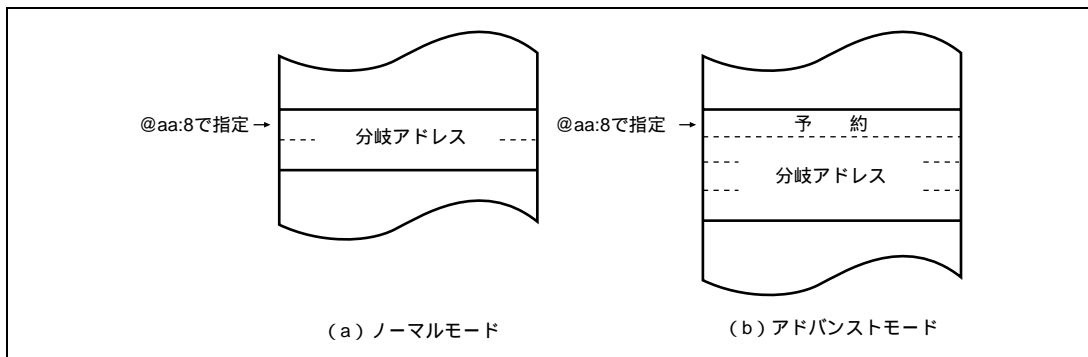 @aa:8で指定→
分岐アドレス
(a)ノーマルモード
@aa:8で指定 →
予 約
分岐アドレス
(b)アドバンストモード